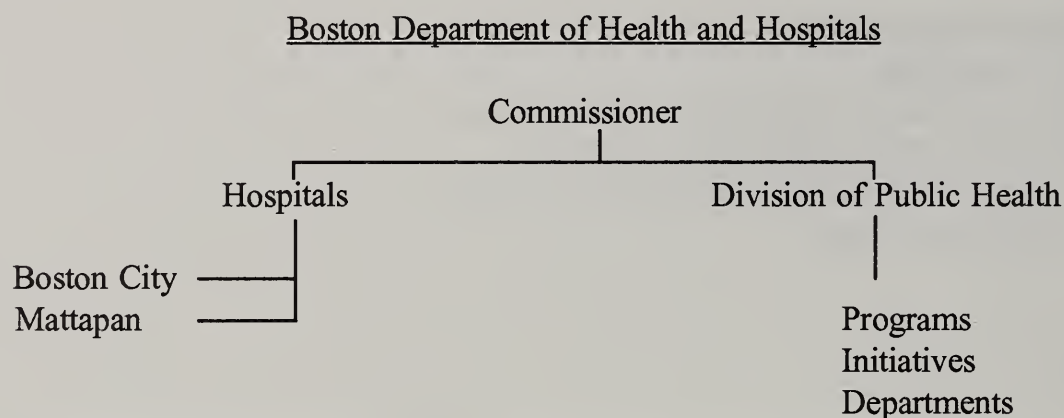 Boston Department of Health and Hospitals
Commissioner
Hospitals
Division of Public Health
Boston City
Mattapan
Programs
Initiatives
Departments